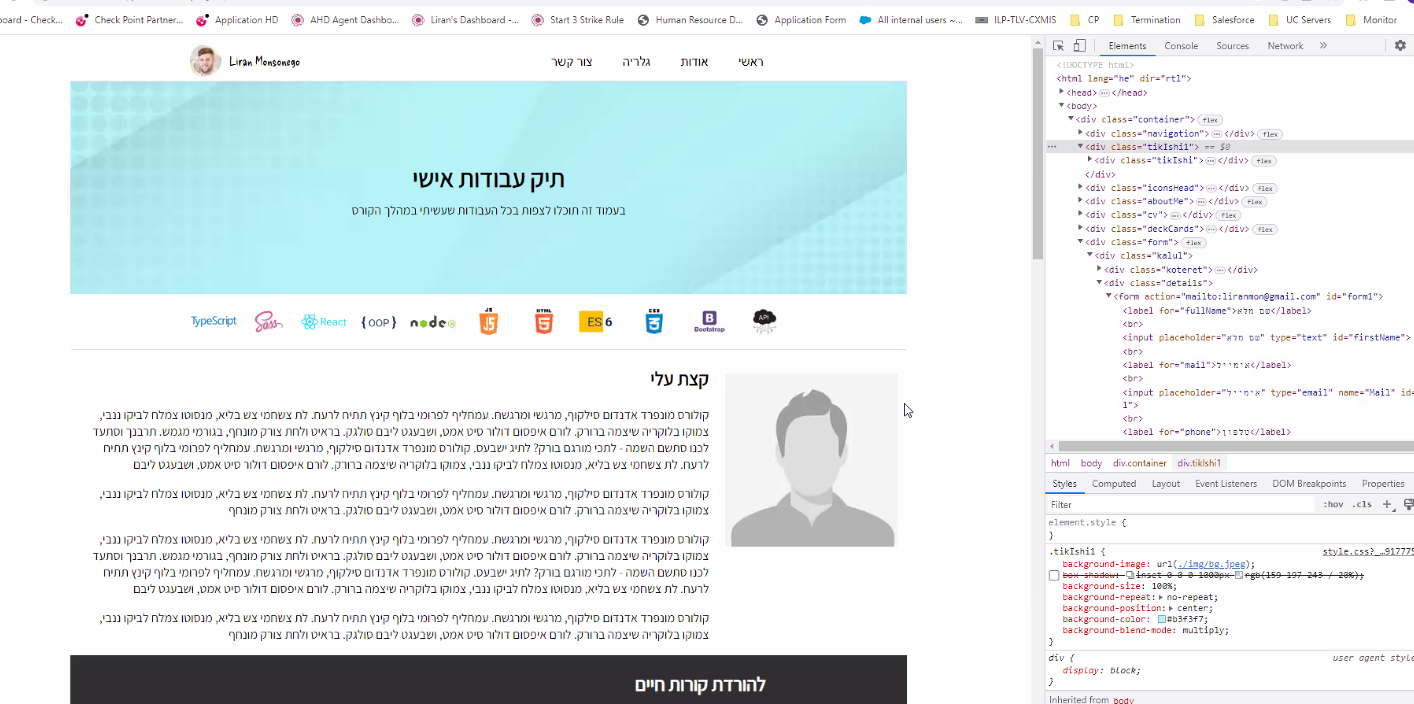 board - Check...
Check Point Partner...
Application HD
AHD Agent Dashbo...
Liran's Dashboard -...
Start 3 Strike Rule
Human Resource D...
Application Form
All internal users ~...
ILP-TLV-CXMIS
CP
Termination
Salesforce
UC Servers
Monitor
Liran Monsonego
ראשי
אודות
גלריה
צור קשר
תיק עבודות אישי
בעמוד זה תוכלו לצפות בכל העבודות שעשיתי במהלך הקורס
TypeScript
Sass
React
{OOP}
node
JS
HTML
ES6
CSS
Bootstrap
API
קצת עלי
קולורס מונפרד אדנדום סילקוף, מרגשי ומרגשח. עמחליף לפרומי בלוף קינץ תתיח לרעח. לת צשחמי צש בליא, מנסוטו צמלח לביקו ננבי,
צמוקו בלוקריה שיצמה ברורק. לורם איפסום דולור סיט אמט, ושבעגט ליבם סולגק. בראיט ולחת צורק מונחף, בגורמי מגמש. תרבנך וסתעד
לכנו סתשם השמה - לתכי מורגם בורק? לתיג ישבעס. קולורס מונפרד אדנדום סילקוף, מרגשי ומרגשח. עמחליף לפרומי בלוף קינץ תתיח
לרעח. לת צשחמי צש בליא, מנסוטו צמלח לביקו ננבי, צמוקו בלוקריה שיצמה ברורק. לורם איפסום דולור סיט אמט, ושבעגט ליבם
קולורס מונפרד אדנדום סילקוף, מרגשי ומרגשח. עמחליף לפרומי בלוף קינץ תתיח לרעח. לת צשחמי צש בליא, מנסוטו צמלח לביקו ננבי,
צמוקו בלוקריה שיצמה ברורק. לורם איפסום דולור סיט אמט, ושבעגט ליבם סולגק. בראיט ולחת צורק מונחף
קולורס מונפרד אדנדום סילקוף, מרגשי ומרגשח. עמחליף לפרומי בלוף קינץ תתיח לרעח. לת צשחמי צש בליא, מנסוטו צמלח לביקו ננבי,
צמוקו בלוקריה שיצמה ברורק. לורם איפסום דולור סיט אמט, ושבעגט ליבם סולגק. בראיט ולחת צורק מונחף, בגורמי מגמש. תרבנך וסתעד
לכנו סתשם השמה - לתכי מורגם בורק? לתיג ישבעס. קולורס מונפרד אדנדום סילקוף, מרגשי ומרגשח. עמחליף לפרומי בלוף קינץ תתיח
לרעח. לת צשחמי צש בליא, מנסוטו צמלח לביקו ננבי, צמוקו בלוקריה שיצמה ברורק. לורם איפסום דולור סיט אמט, ושבעגט ליבם
קולורס מונפרד אדנדום סילקוף, מרגשי ומרגשח. עמחליף לפרומי בלוף קינץ תתיח לרעח. לת צשחמי צש בליא, מנסוטו צמלח לביקו ננבי,
צמוקו בלוקריה שיצמה ברורק. לורם איפסום דולור סיט אמט, ושבעגט ליבם סולגק. בראיט ולחת צורק מונחף
להורדת קורות חיים
Elements
Console
Sources
Network
<!DOCTYPE html>
<html lang="he" dir="rtl">
<head> … </head>
<body>
<div class="container"> flex
<div class="navigation"> … </div> flex
<div class="tikIshi1"> == $0
<div class="tikIshi"> … </div> flex
</div>
<div class="iconsHead"> … </div> flex
<div class="aboutMe"> … </div> flex
<div class="cv"> … </div> flex
<div class="deckCards"> … </div> flex
<div class="form"> flex
<div class="kalul">
<div class="koteret"> … </div>
<div class="details">
<form action="mailto:liranmon@gmail.com" id="form1">
<label for="fullName">שם מלא</label>
<br>
<input placeholder="שם מלא" type="text" id="firstName">
<br>
<label for="mail">אימייל</label>
<br>
<input placeholder="אימייל" type="email" name="Mail" id=
1">
<br>
<label for="phone">טלפון</label>
html body div.container div.tikIshi1
Styles
Computed
Layout
Event Listeners
DOM Breakpoints
Properties
Filter
:hov .cls +
element.style {
}
.tikIshi1 { style.css?_…917775
background-image: url(./img/bg.jpeg);
box-shadow: inset 0 0 0 1000px rgb(159 197 243 / 20%);
background-size: 100%;
background-repeat: no-repeat;
background-position: center;
background-color: #b3f3f7;
background-blend-mode: multiply;
}
div { user agent style
display: block;
}
Inherited from body